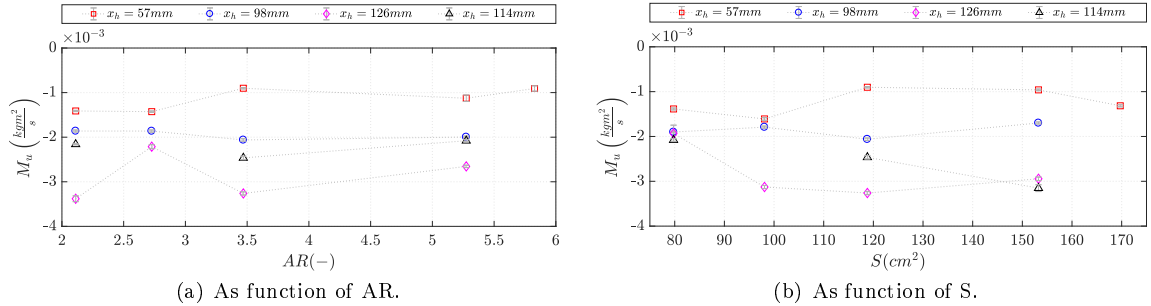 x_h = 57mm x_h = 98mm x_h = 126mm x_h = 114mm
×10⁻³
0
-1
-2
-3
-4
M_u (kgm²/s)
2 2.5 3 3.5 4 4.5 5 5.5 6
AR(−)
(a) As function of AR.
x_h = 57mm x_h = 98mm x_h = 126mm x_h = 114mm
×10⁻³
0
-1
-2
-3
-4
M_u (kgm²/s)
80 90 100 110 120 130 140 150 160 170
S(cm²)
(b) As function of S.